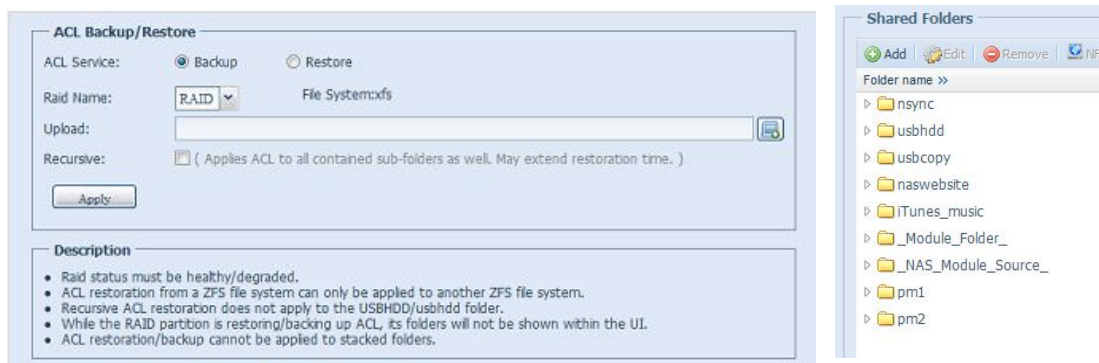 ACL Backup/Restore
ACL Service: Backup Restore
Raid Name: RAID File System:xfs
Upload:
Recursive: ( Applies ACL to all contained sub-folders as well. May extend restoration time. )
Apply
Description
Raid status must be healthy/degraded.
ACL restoration from a ZFS file system can only be applied to another ZFS file system.
Recursive ACL restoration does not apply to the USBHDD/usbhdd folder.
While the RAID partition is restoring/backing up ACL, its folders will not be shown within the UI.
ACL restoration/backup cannot be applied to stacked folders.
Shared Folders
Add Edit Remove
Folder name »
nsync
usbhdd
usbcopy
naswebsite
iTunes_music
_Module_Folder_
_NAS_Module_Source_
pm1
pm2